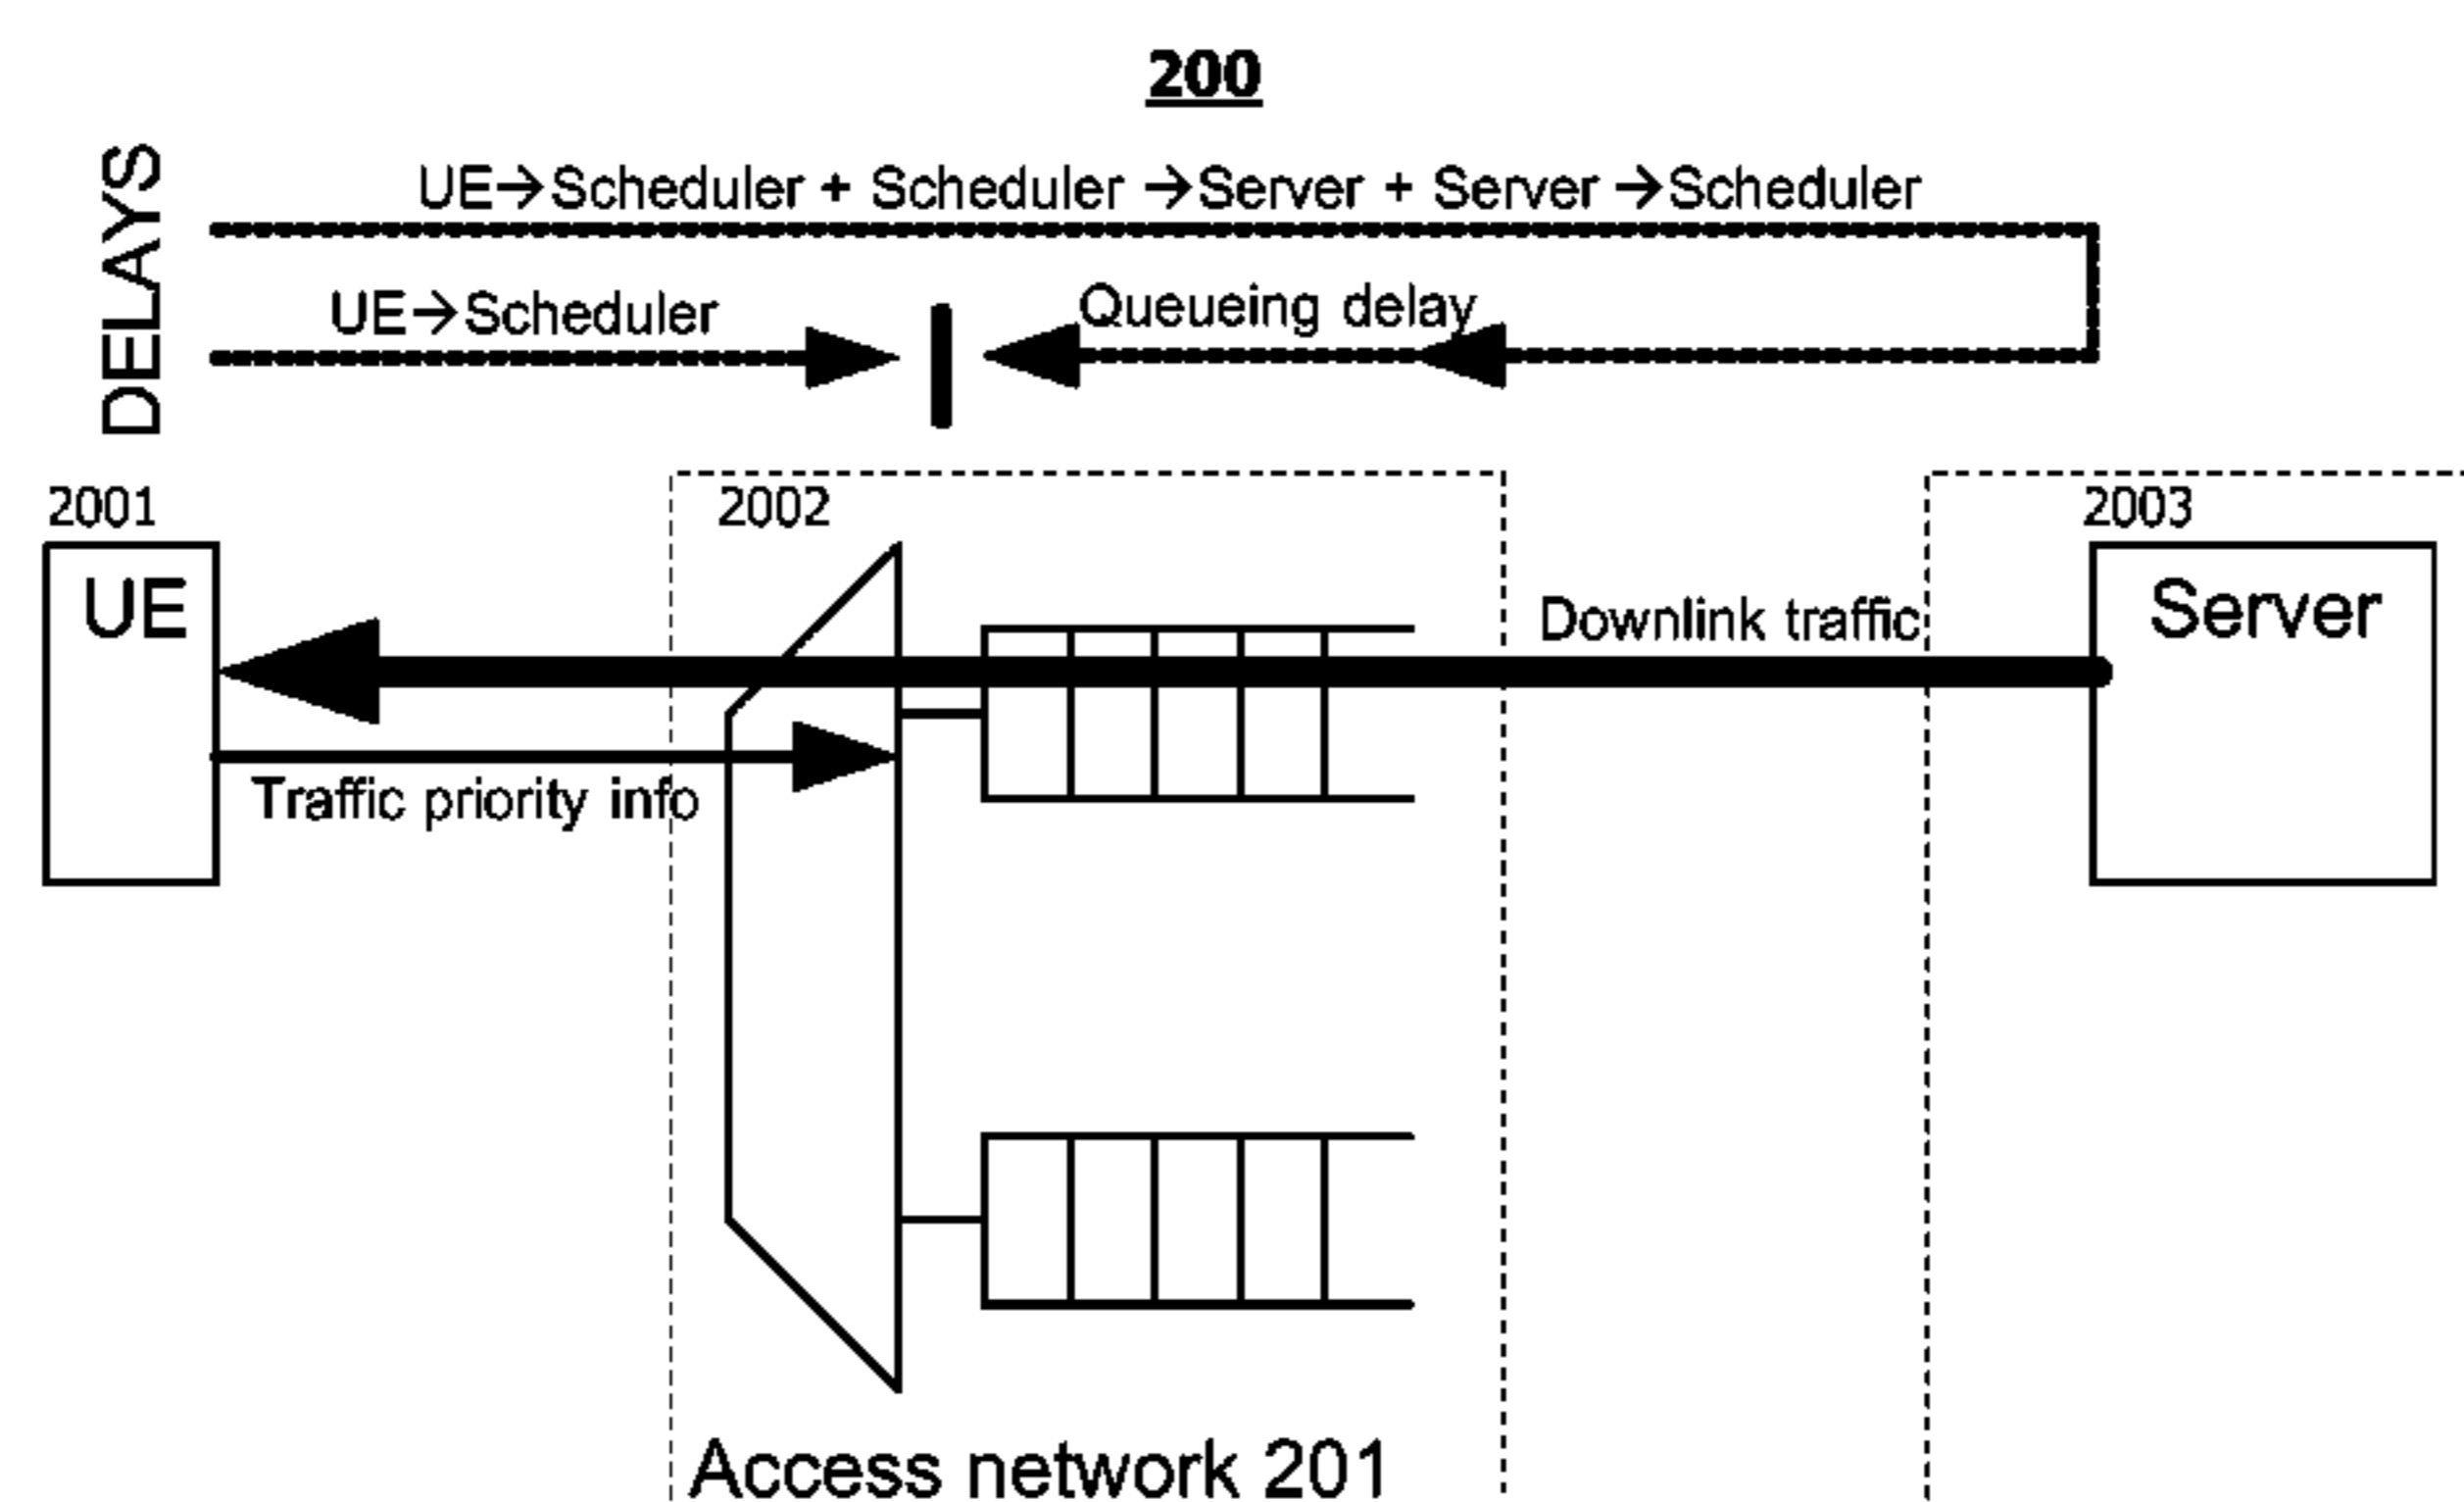 200
DELAYS
UE→Scheduler + Scheduler →Server + Server →Scheduler
UE→Scheduler
Queueing delay
2001
2002
2003
UE
Server
Downlink traffic
Traffic priority info
Access network 201